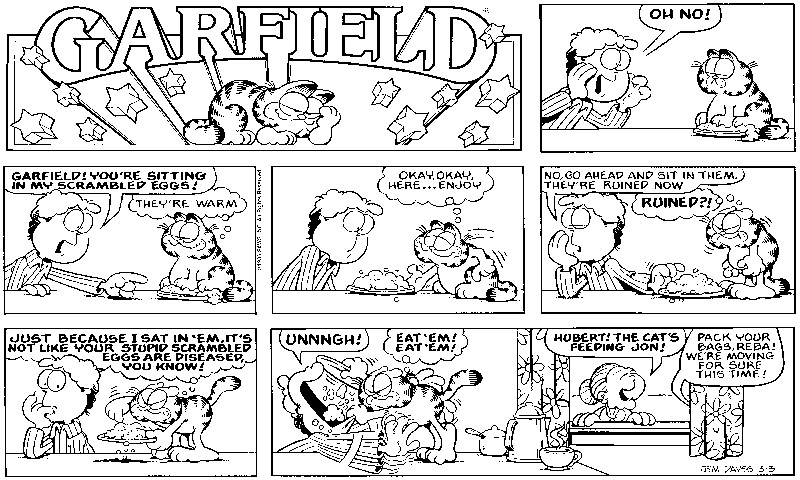 GARFIELD
OH NO!
GARFIELD! YOU'RE SITTING
IN MY SCRAMBLED EGGS!
THEY'RE WARM
OKAY, OKAY,
HERE...ENJOY
NO, GO AHEAD AND SIT IN THEM.
THEY'RE RUINED NOW
RUINED?!
JUST BECAUSE I SAT IN 'EM, IT'S
NOT LIKE YOUR STUPID SCRAMBLED
EGGS ARE DISEASED,
YOU KNOW!
UNNNGH!
EAT 'EM!
EAT 'EM!
HUBERT! THE CAT'S
FEEDING JON!
PACK YOUR
BAGS, REBA!
WE'RE MOVING
FOR SURE
THIS TIME!
JIM DAVIS 3-3